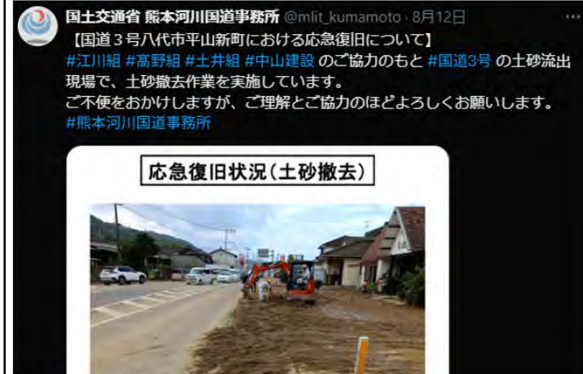 国土交通省 熊本河川国道事務所 @mlit_kumamoto · 8月12日
【国道３号八代市平山新町における応急復旧について】
#江川組 #髙野組 #土井組 #中山建設 のご協力のもと #国道3号 の土砂流出
現場で、土砂撤去作業を実施しています。
ご不便をおかけしますが、ご理解とご協力のほどよろしくお願いします。
#熊本河川国道事務所
応急復旧状況（土砂撤去）